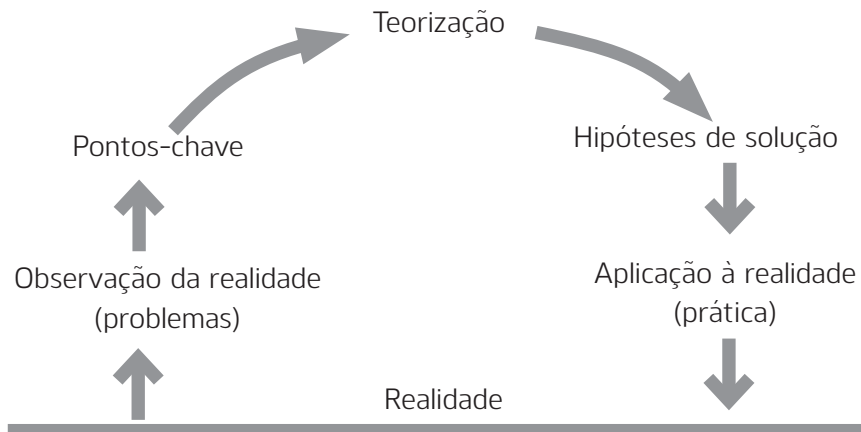 Teorização
Pontos-chave
Hipóteses de solução
Observação da realidade
(problemas)
Aplicação à realidade
(prática)
Realidade